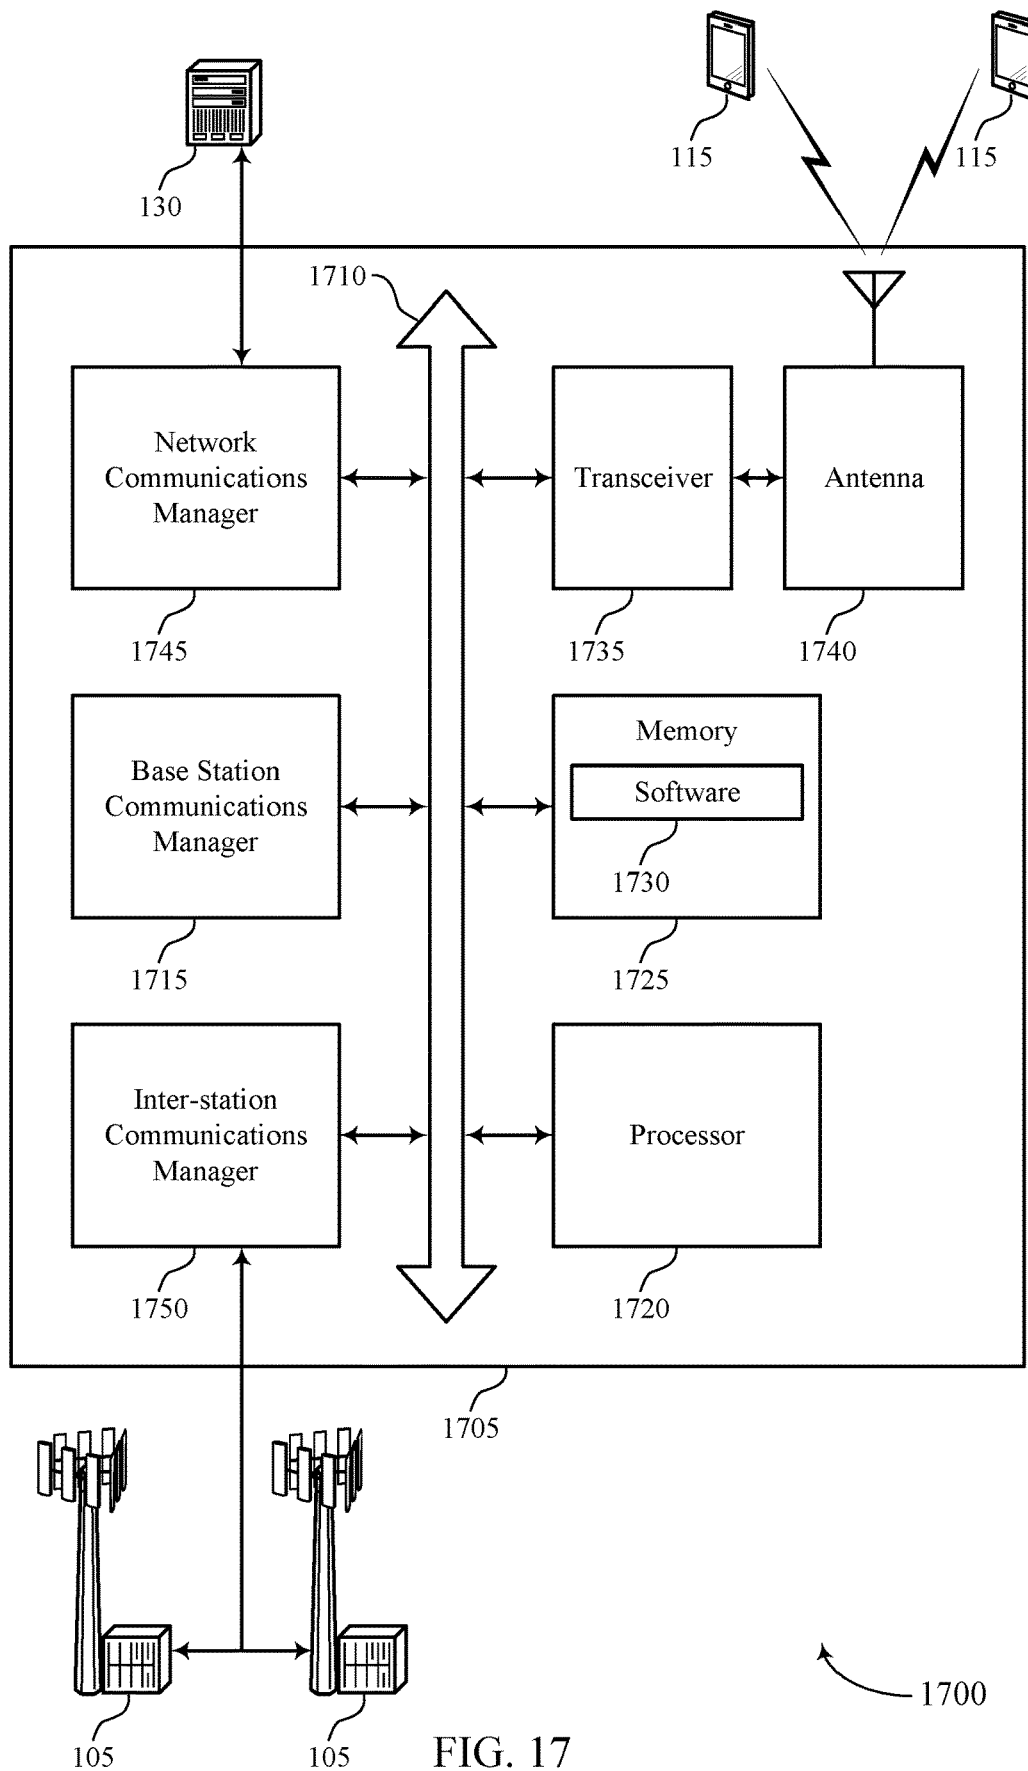 115
115
130
1710
Network
Communications
Manager
Transceiver
Antenna
1745
1735
1740
Base Station
Communications
Manager
Memory
Software
1730
1715
1725
Inter-station
Communications
Manager
Processor
1750
1720
1705
1700
105
105
FIG. 17